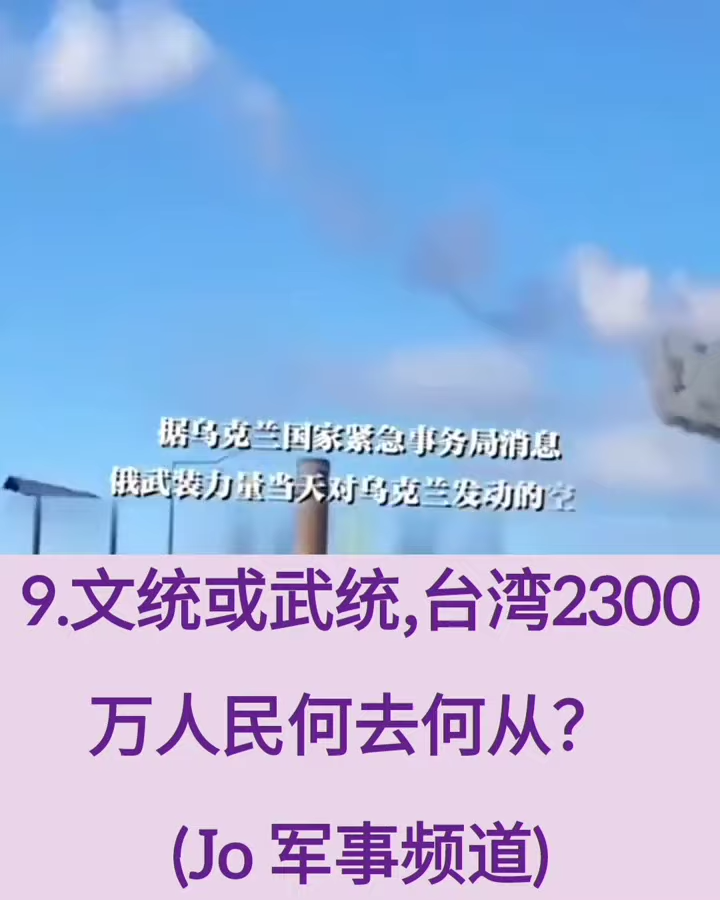 据乌克兰国家紧急事务局消息
俄武装力量当天对乌克兰发动的空
9.文统或武统,台湾2300
万人民何去何从?
(Jo 军事频道)